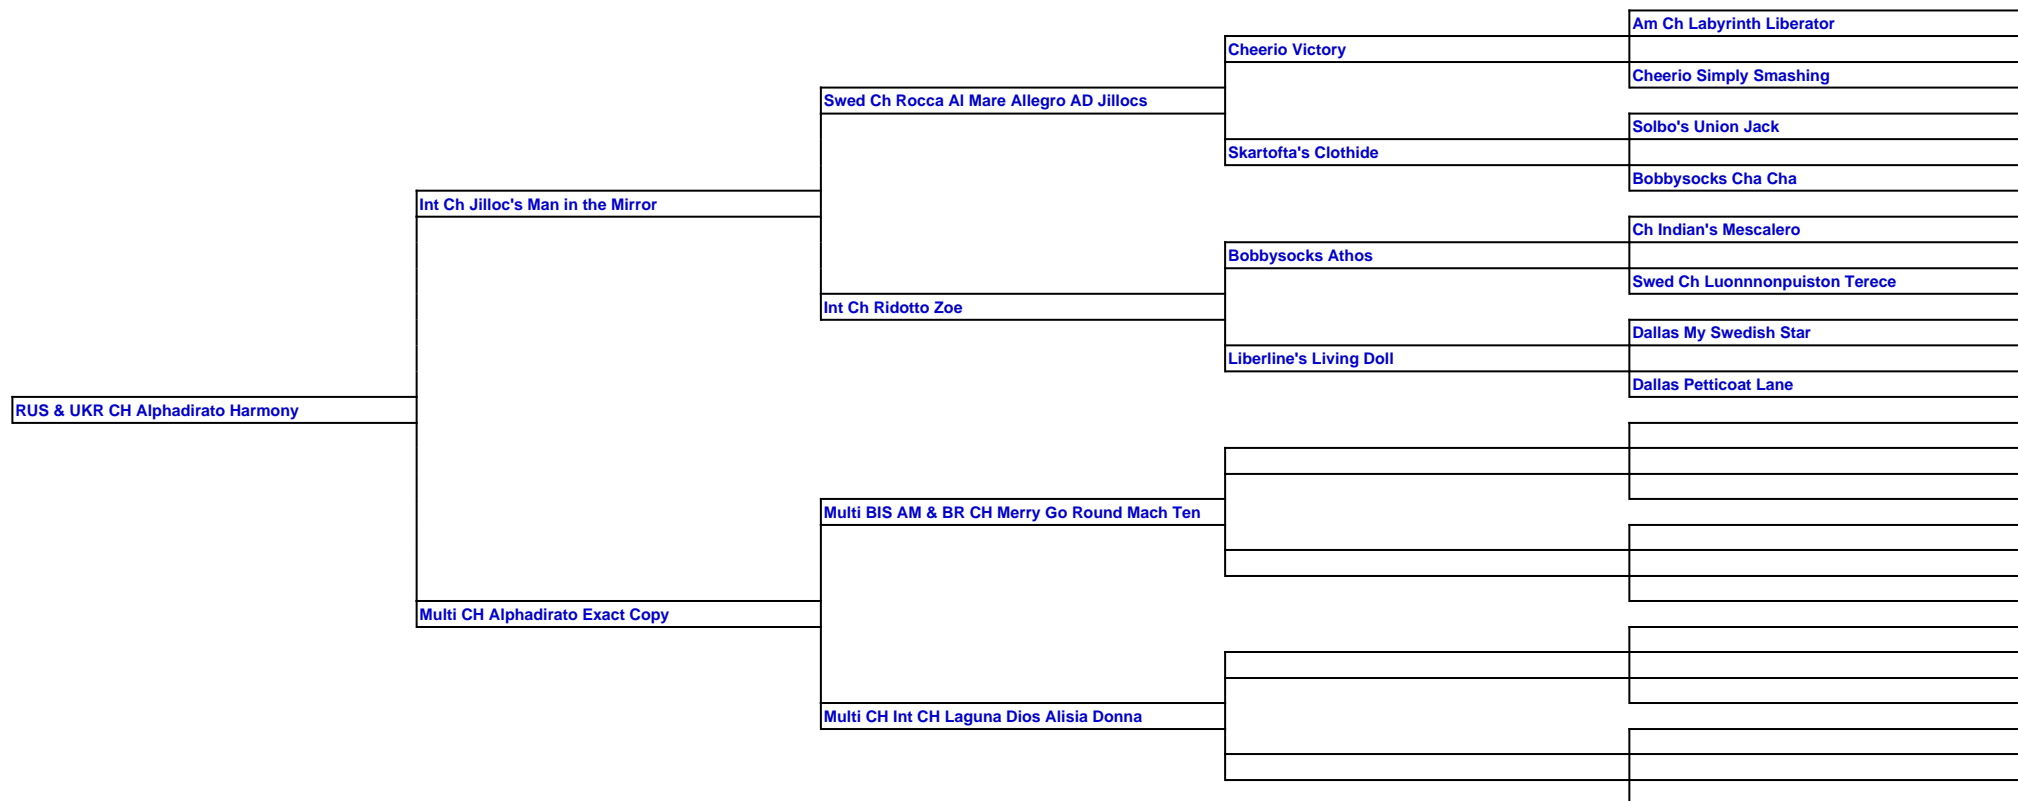 Am Ch Labyrinth Liberator
Cheerio Victory
Cheerio Simply Smashing
Swed Ch Rocca Al Mare Allegro AD Jillocs
Solbo's Union Jack
Skartofta's Clothide
Bobbysocks Cha Cha
Int Ch Jilloc's Man in the Mirror
Ch Indian's Mescalero
Bobbysocks Athos
Swed Ch Luonnnonpuiston Terece
Int Ch Ridotto Zoe
Dallas My Swedish Star
Liberline's Living Doll
Dallas Petticoat Lane
RUS & UKR CH Alphadirato Harmony
Multi BIS AM & BR CH Merry Go Round Mach Ten
Multi CH Alphadirato Exact Copy
Multi CH Int CH Laguna Dios Alisia Donna